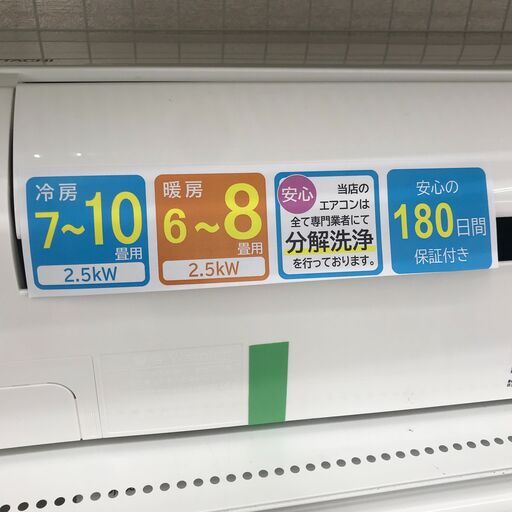 HITACHI
冷房
7～10
畳用
2.5kW
暖房
6～8
畳用
2.5kW
安心
当店の
エアコンは
全て専門業者にて
分解洗浄
を行っております。
安心の
180日間
保証付き